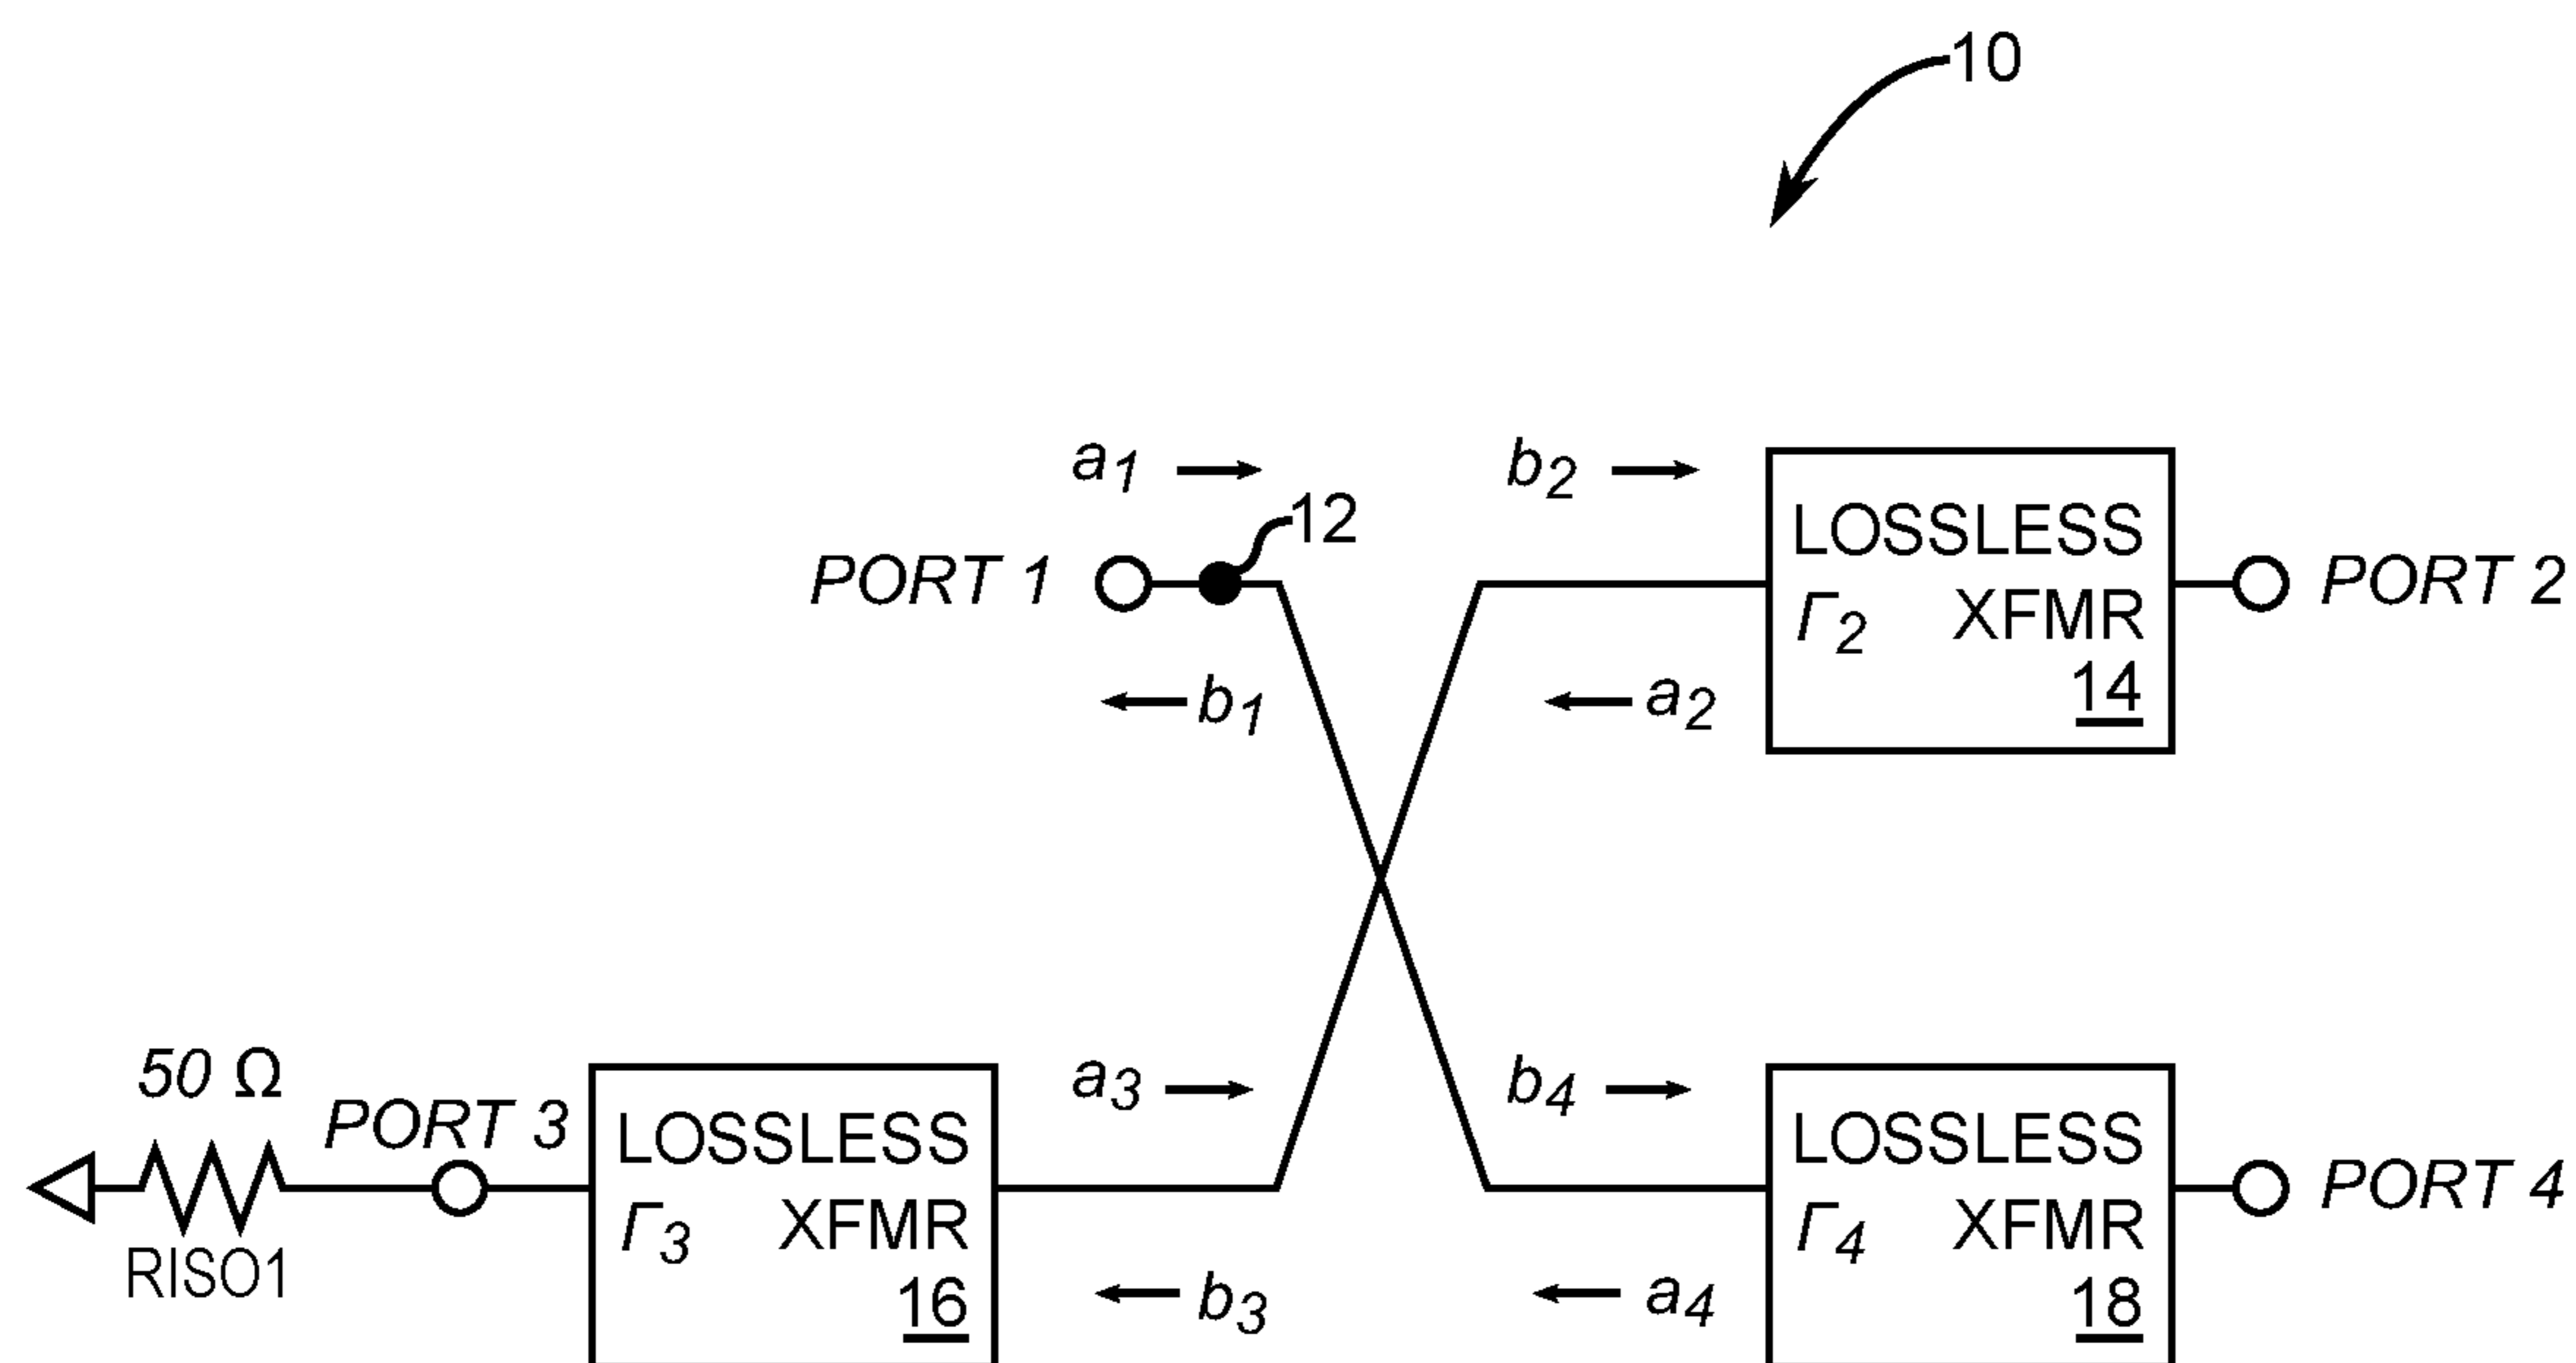 10
a1
b2
12
PORT 1
LOSSLESS
Γ2 XFMR
14
PORT 2
b1
a2
50 Ω
PORT 3
RISO1
LOSSLESS
Γ3 XFMR
16
a3
b4
b3
a4
LOSSLESS
Γ4 XFMR
18
PORT 4